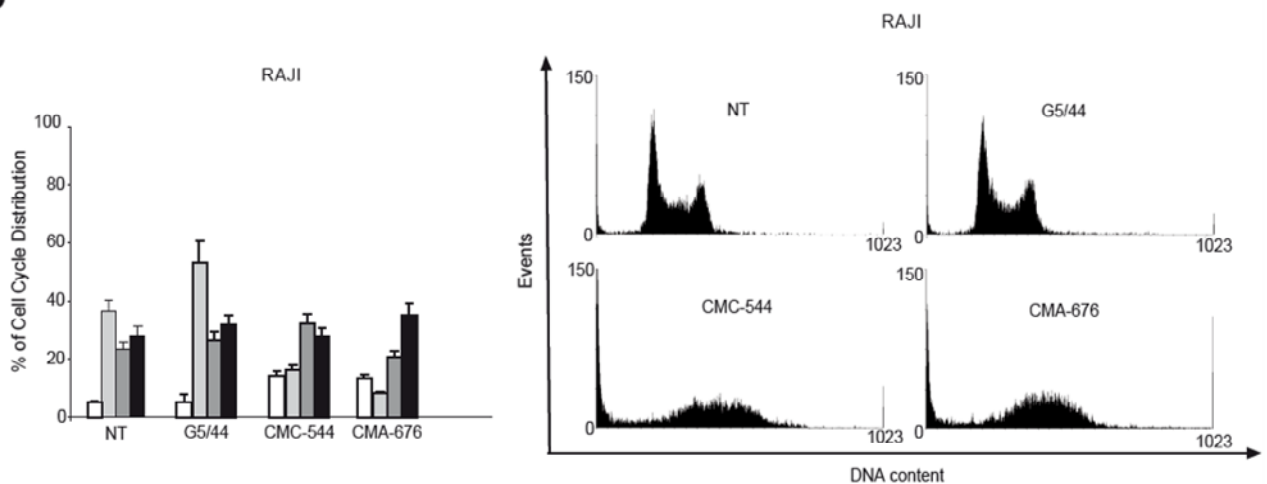 RAJI
% of Cell Cycle Distribution
100
80
60
40
20
0
NT G5/44 CMC-544 CMA-676
RAJI
Events
150
NT
0
1023
150
G5/44
0
1023
150
CMC-544
0
1023
150
CMA-676
0
1023
DNA content